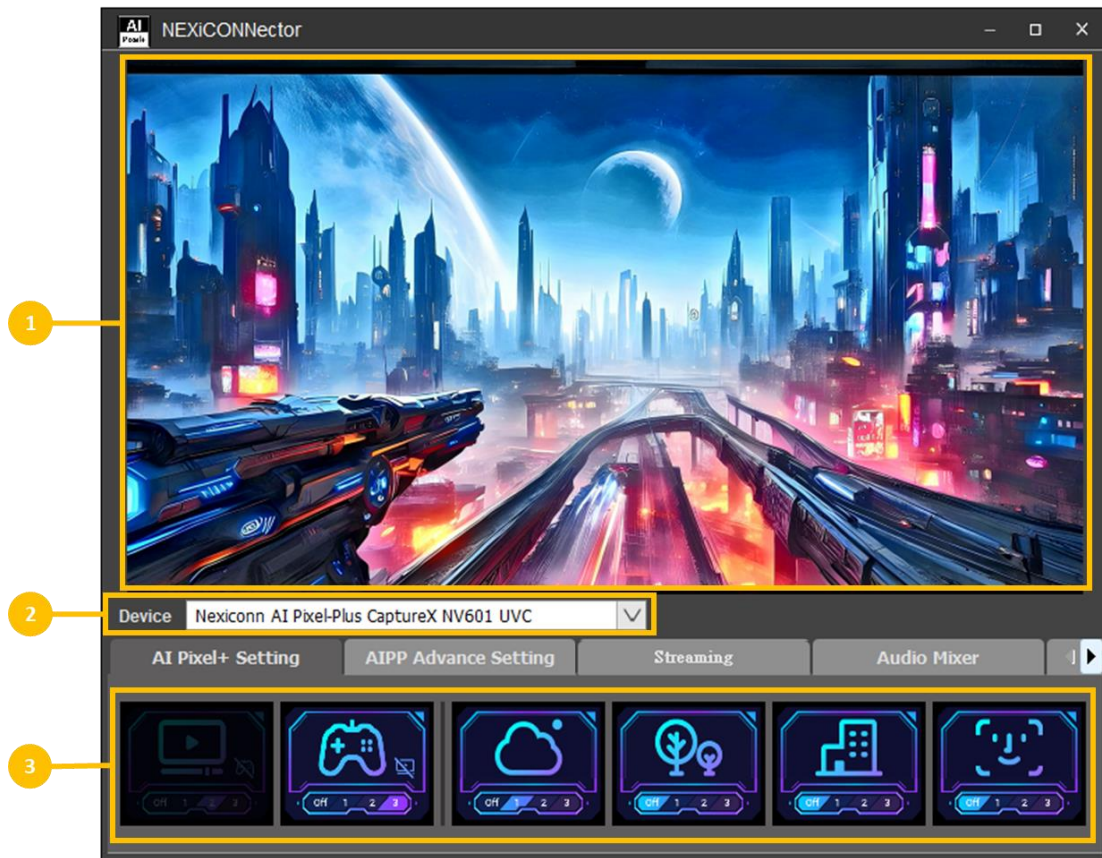 AI
Pixel+
NEXiCONNector
1
2
Device Nexiconn AI Pixel-Plus CaptureX NV601 UVC
AI Pixel+ Setting AIPP Advance Setting Streaming Audio Mixer
3
Off 1 2 3 Off 1 2 3 Off 1 2 3 Off 1 2 3 Off 1 2 3 Off 1 2 3